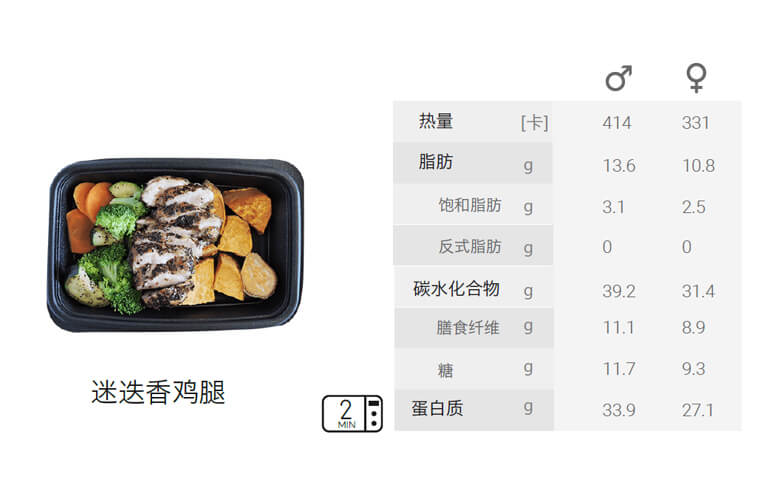 ♂ ♀
热量 [卡] 414 331
脂肪 g 13.6 10.8
饱和脂肪 g 3.1 2.5
反式脂肪 g 0 0
碳水化合物 g 39.2 31.4
膳食纤维 g 11.1 8.9
糖 g 11.7 9.3
蛋白质 g 33.9 27.1
迷迭香鸡腿
2
MIN